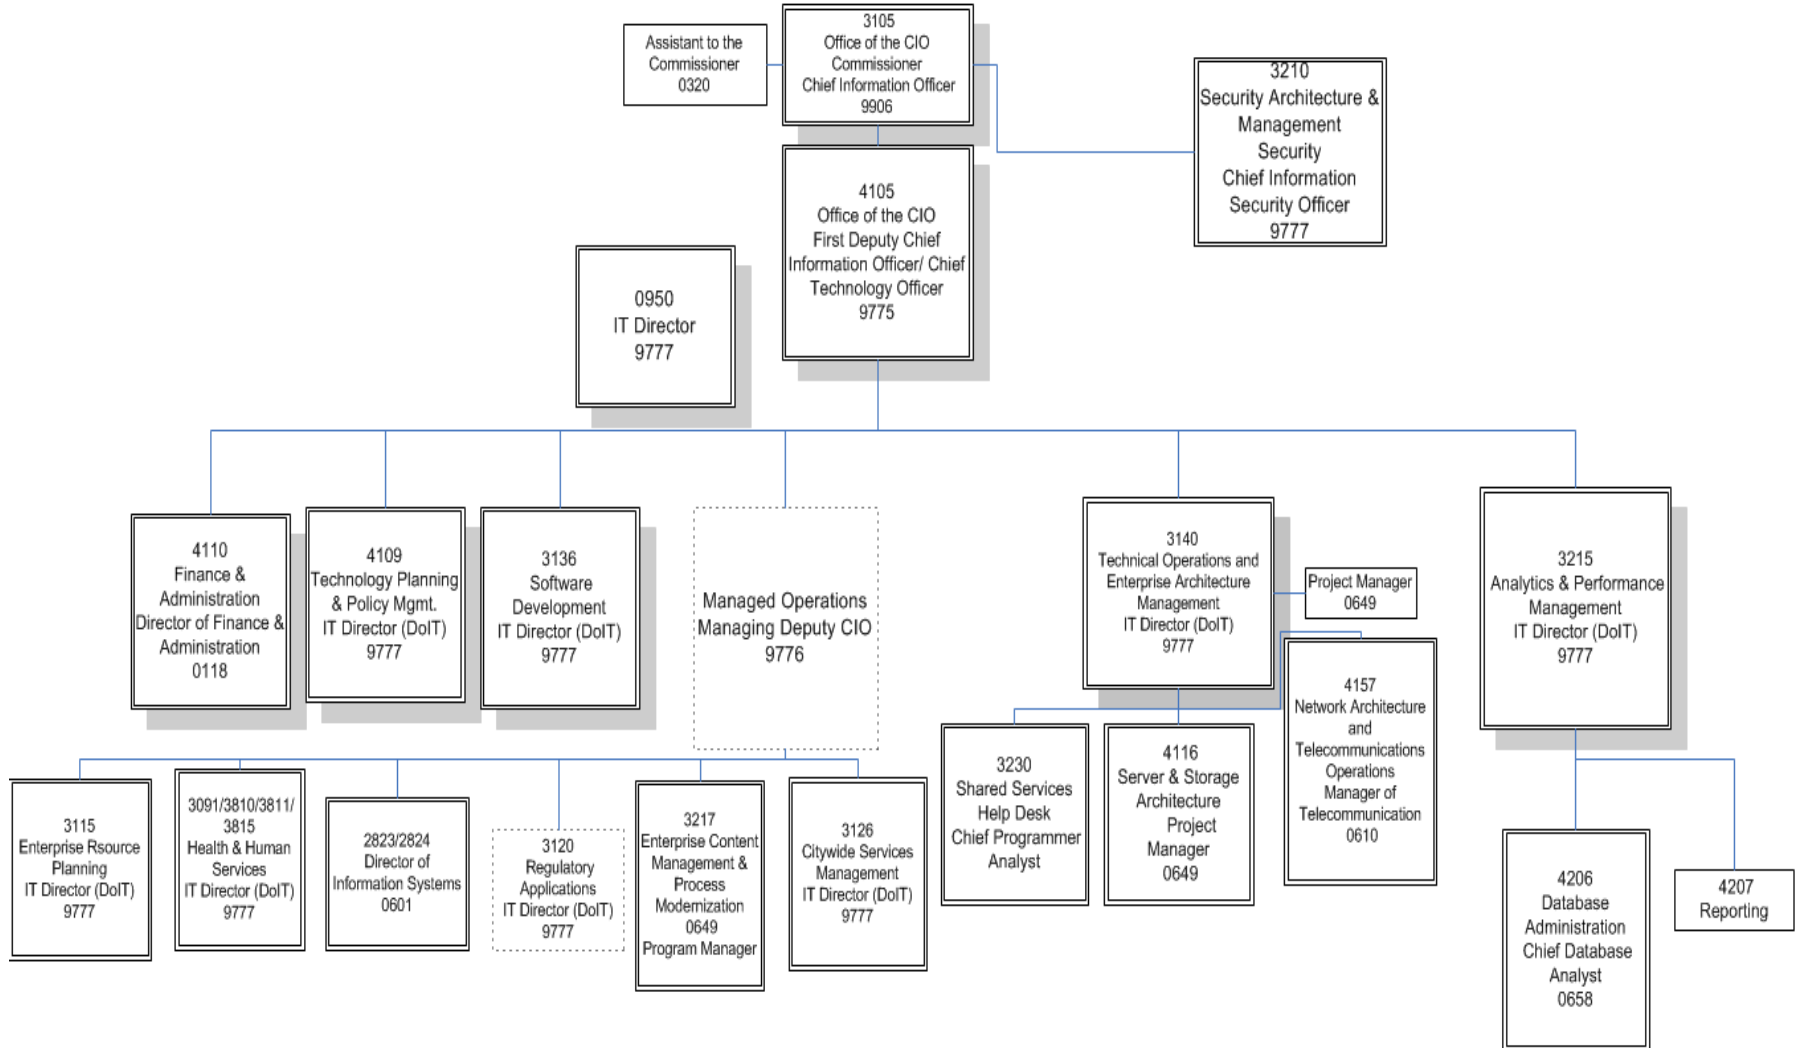 Assistant to the
Commissioner
0320
3105
Office of the CIO
Commissioner
Chief Information Officer
9906
3210
Security Architecture &
Management
Security
Chief Information
Security Officer
9777
4105
Office of the CIO
First Deputy Chief
Information Officer/ Chief
Technology Officer
9775
0950
IT Director
9777
4110
Finance &
Administration
Director of Finance &
Administration
0118
4109
Technology Planning
& Policy Mgmt.
IT Director (DoIT)
9777
3136
Software
Development
IT Director (DoIT)
9777
Managed Operations
Managing Deputy CIO
9776
3140
Technical Operations and
Enterprise Architecture
Management
IT Director (DoIT)
9777
Project Manager
0649
3215
Analytics & Performance
Management
IT Director (DoIT)
9777
3115
Enterprise Rsource
Planning
IT Director (DoIT)
9777
3091/3810/3811/
3815
Health & Human
Services
IT Director (DoIT)
9777
2823/2824
Director of
Information Systems
0601
3120
Regulatory
Applications
IT Director (DoIT)
9777
3217
Enterprise Content
Management &
Process
Modernization
0649
Program Manager
3126
Citywide Services
Management
IT Director (DoIT)
9777
3230
Shared Services
Help Desk
Chief Programmer
Analyst
4116
Server & Storage
Architecture
Project
Manager
0649
4157
Network Architecture
and
Telecommunications
Operations
Manager of
Telecommunication
0610
4206
Database
Administration
Chief Database
Analyst
0658
4207
Reporting